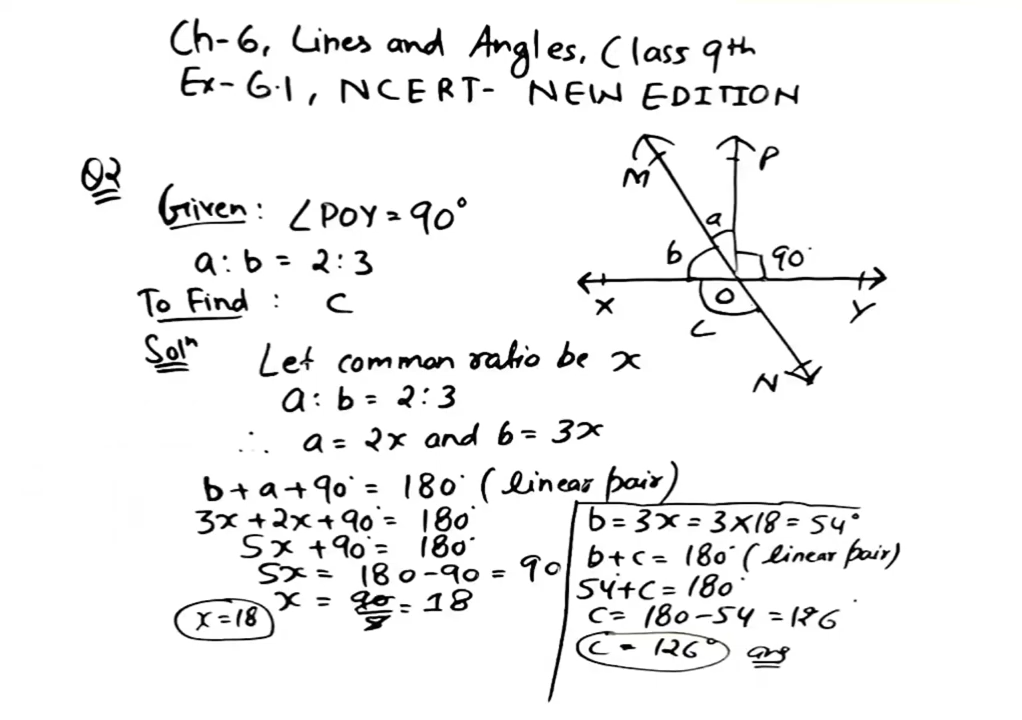 Ch-6, Lines and Angles, Class 9th
Ex-6.1, NCERT- NEW EDITION
Q2
Given: ∠POY = 90°
a : b = 2 : 3
To Find : C
Solⁿ Let common ratio be x
a : b = 2 : 3
∴ a = 2x and b = 3x
b + a + 90° = 180° (linear pair)
3x + 2x + 90° = 180°
5x + 90° = 180°
5x = 180 - 90 = 90
x = 90/5 = 18
x = 18
b = 3x = 3 x 18 = 54°
b + c = 180° (linear pair)
54 + c = 180°
c = 180 - 54 = 126°
c = 126° ans
M
P
a
b
90°
X
O
Y
C
N